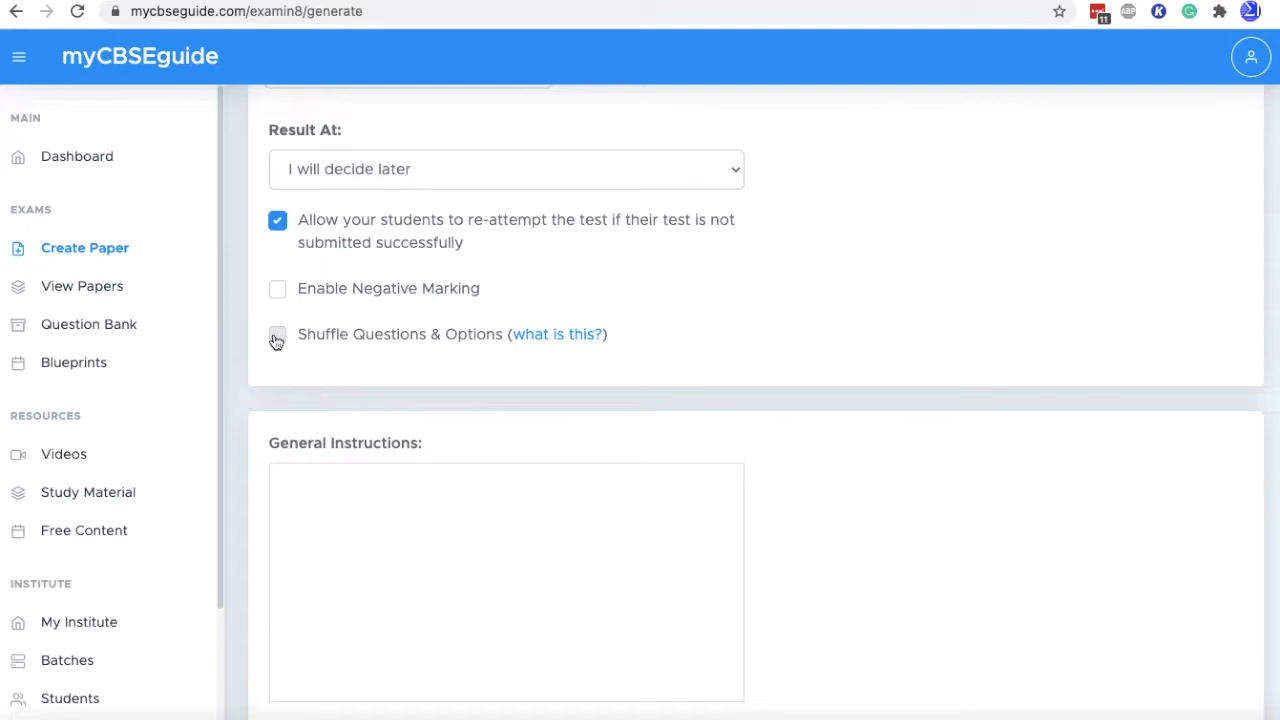 mycbseguide.com/examin8/generate
11
ABP
K
G
Σ
myCBSEguide
MAIN
Dashboard
EXAMS
Create Paper
View Papers
Question Bank
Blueprints
RESOURCES
Videos
Study Material
Free Content
INSTITUTE
My Institute
Batches
Students
Result At:
I will decide later
Allow your students to re-attempt the test if their test is not
submitted successfully
Enable Negative Marking
Shuffle Questions & Options (what is this?)
General Instructions: